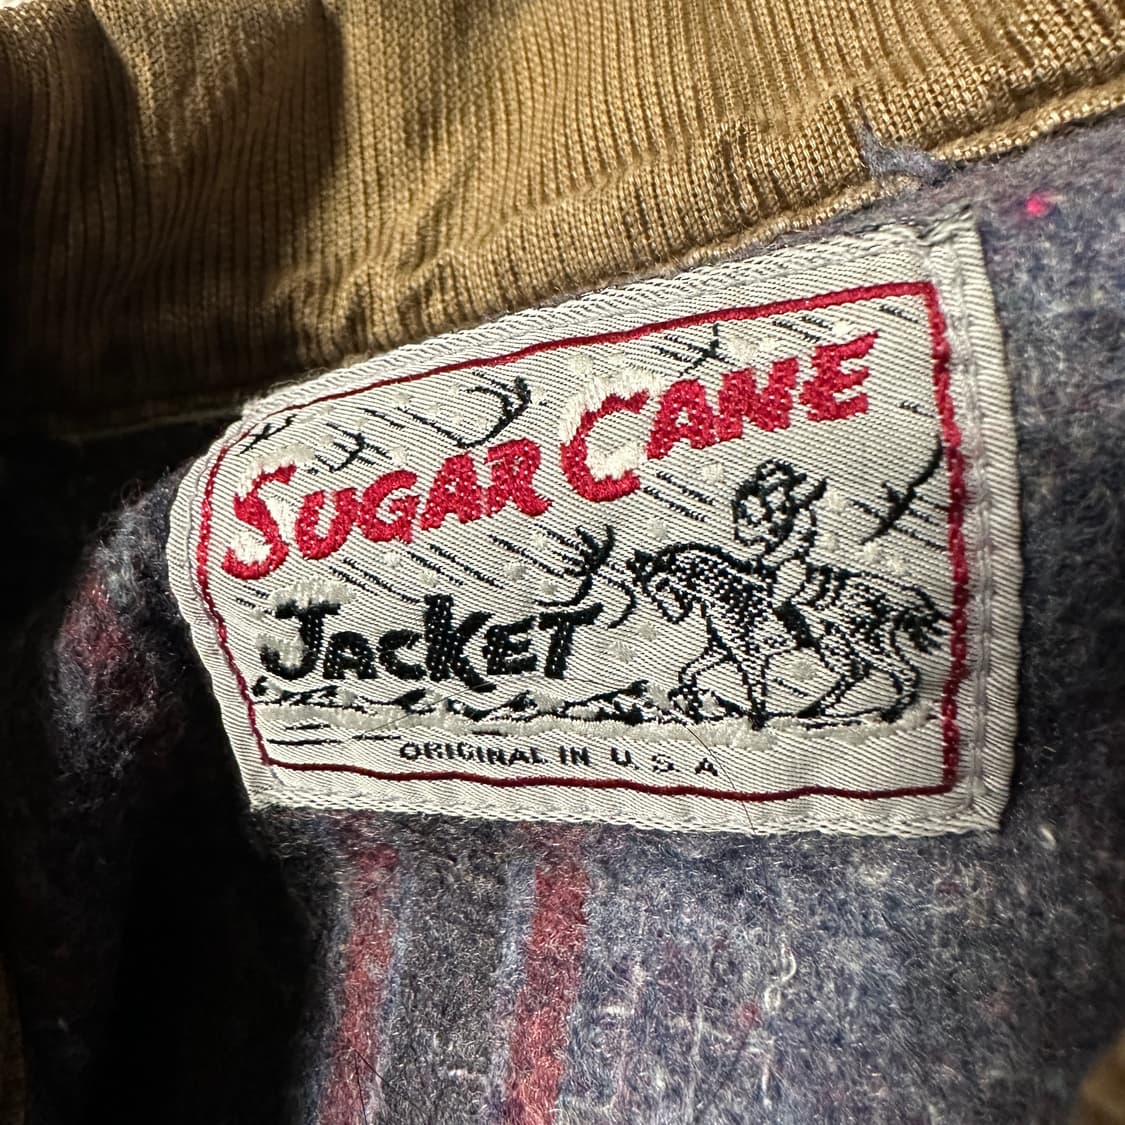 SUGAR CANE
JACKET
ORIGINAL IN U.S.A